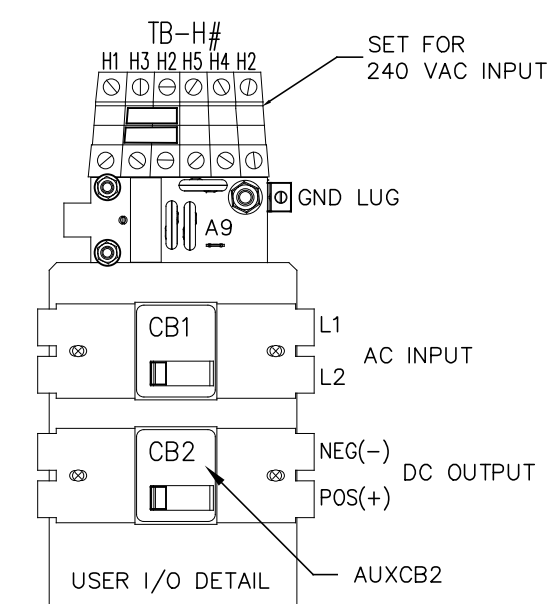 TB-H#
H1 H3 H2 H5 H4 H2
SET FOR
240 VAC INPUT
GND LUG
A9
CB1
L1
AC INPUT
L2
CB2
NEG(-)
DC OUTPUT
POS(+)
USER I/O DETAIL
AUXCB2